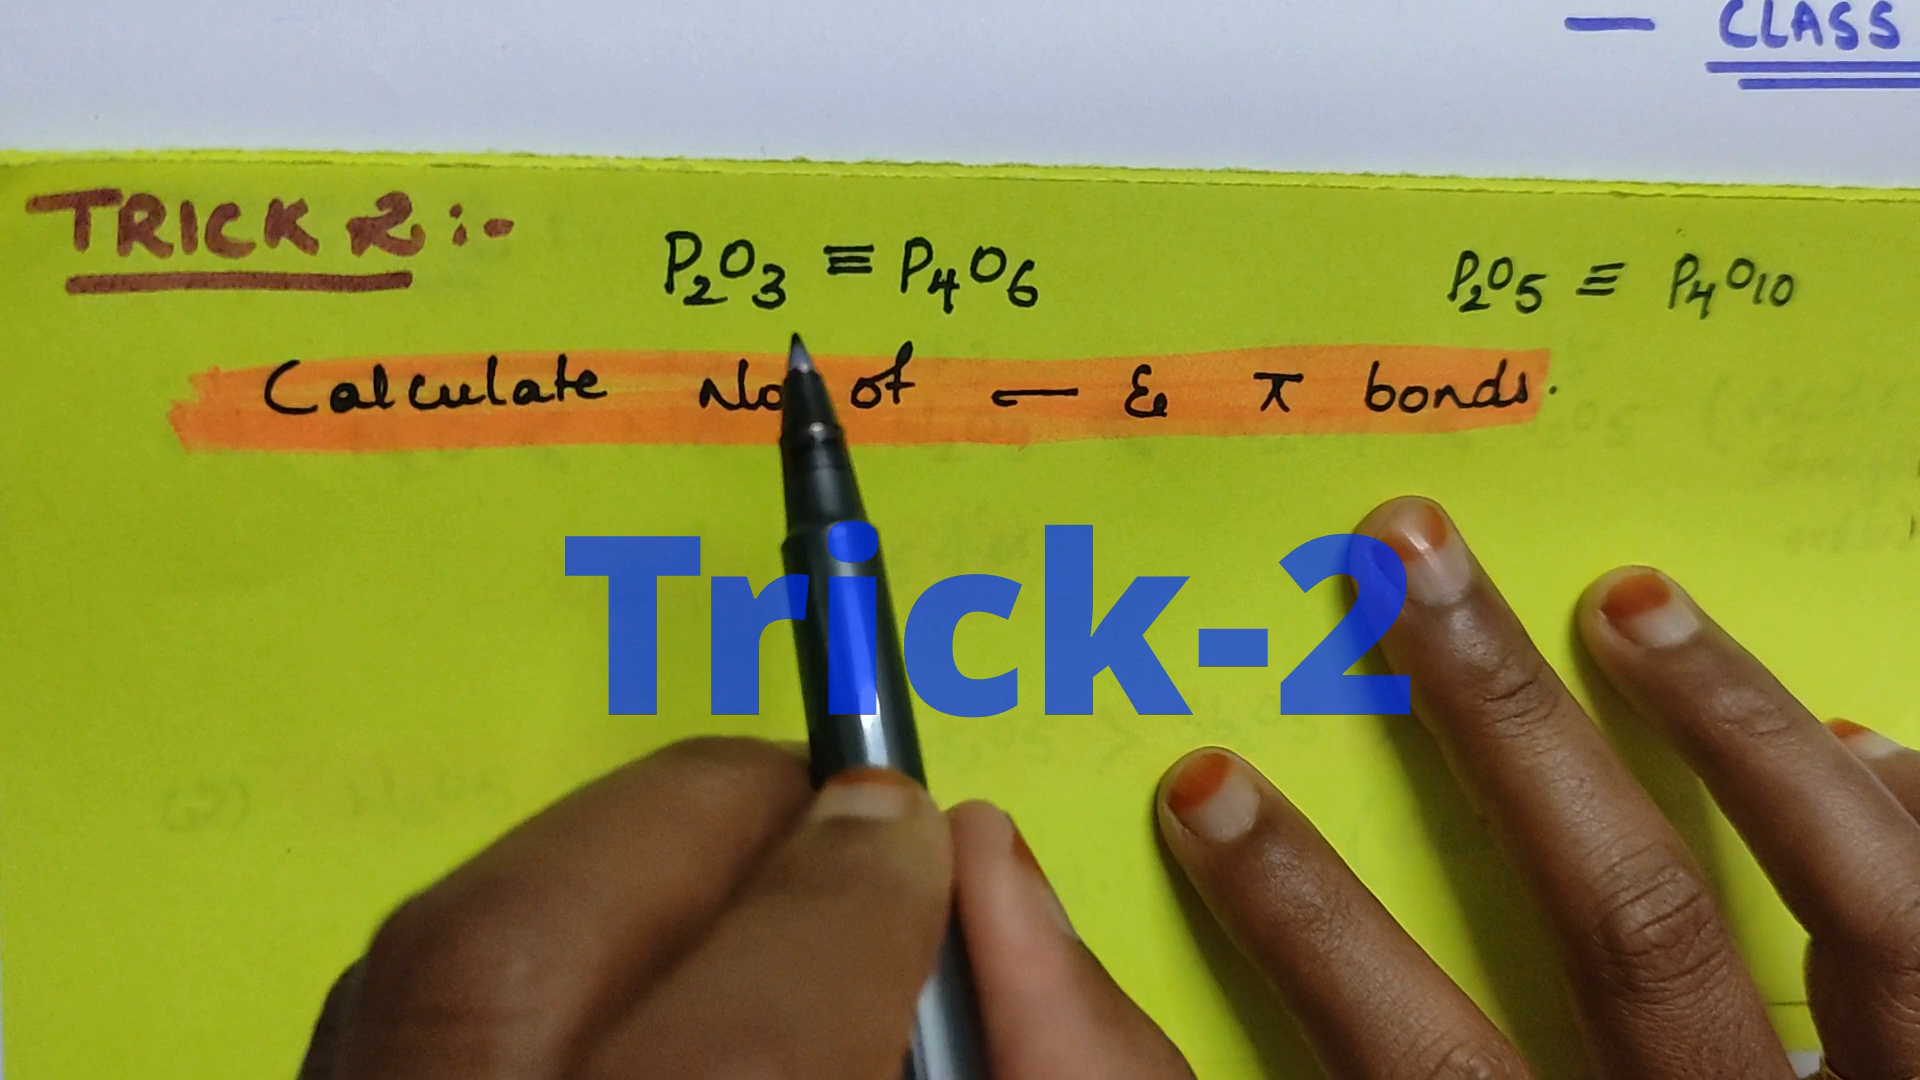 — CLASS
TRICK 2 :-
P₂O₃ ≡ P₄O₆
P₂O₅ ≡ P₄O₁₀
Calculate No of — & π bonds.
Trick-2